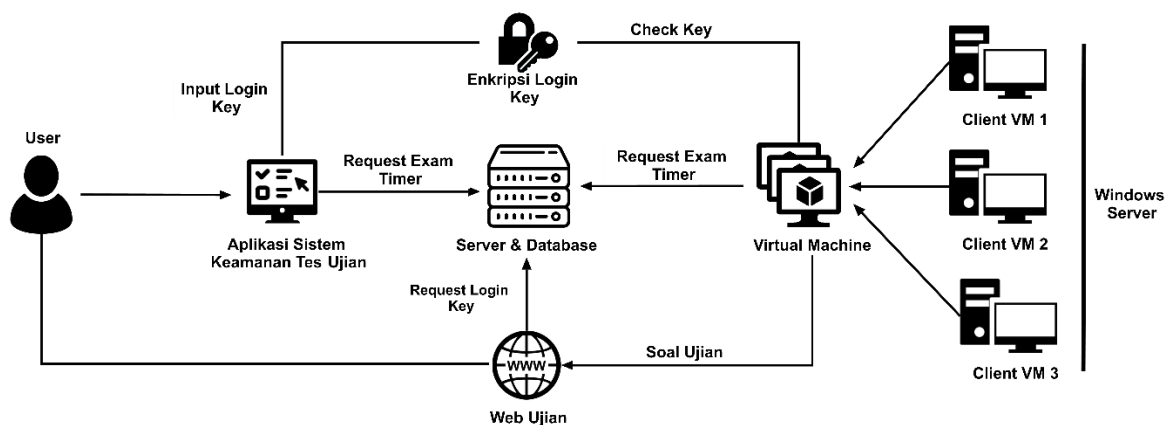 Check Key
Enkripsi Login
Key
Input Login
Key
Client VM 1
User
Request Exam
Timer
Request Exam
Timer
Windows
Server
Aplikasi Sistem
Keamanan Tes Ujian
Server & Database
Virtual Machine
Client VM 2
Request Login
Key
Soal Ujian
WWW
Client VM 3
Web Ujian